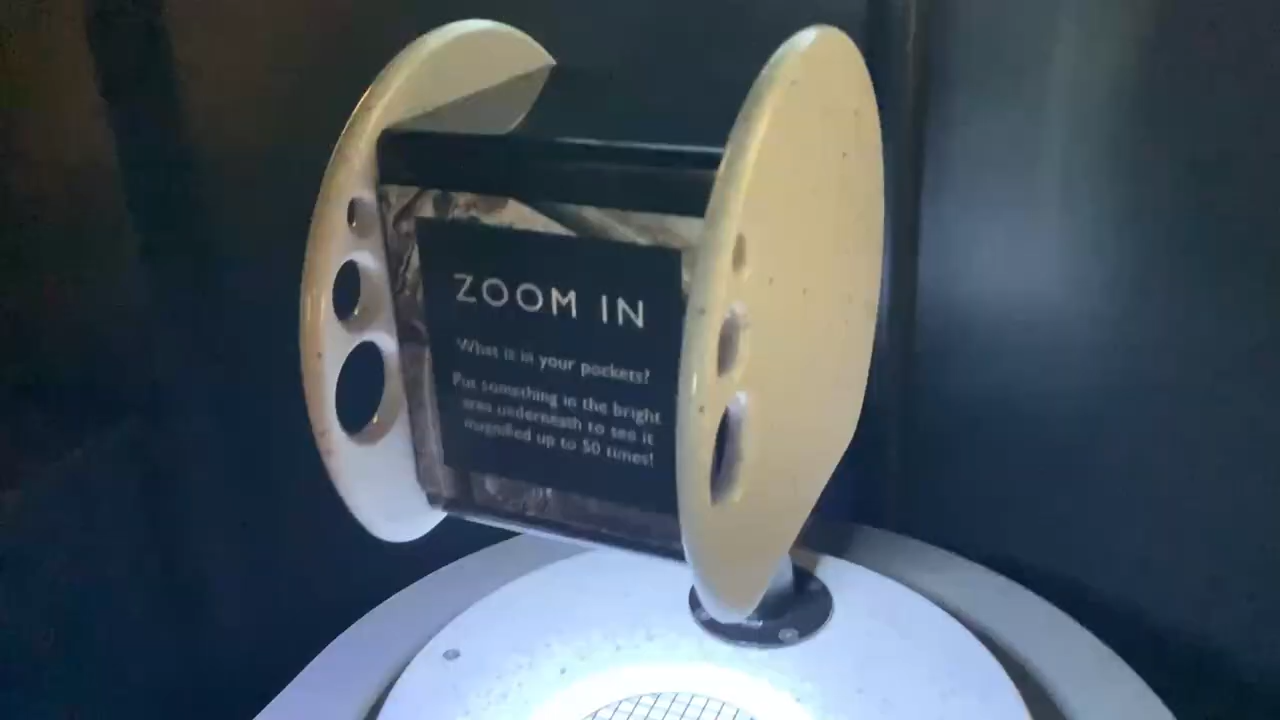 ZOOM IN
What is in your pockets?
Put something in the bright
area underneath to see it
magnified up to 50 times!